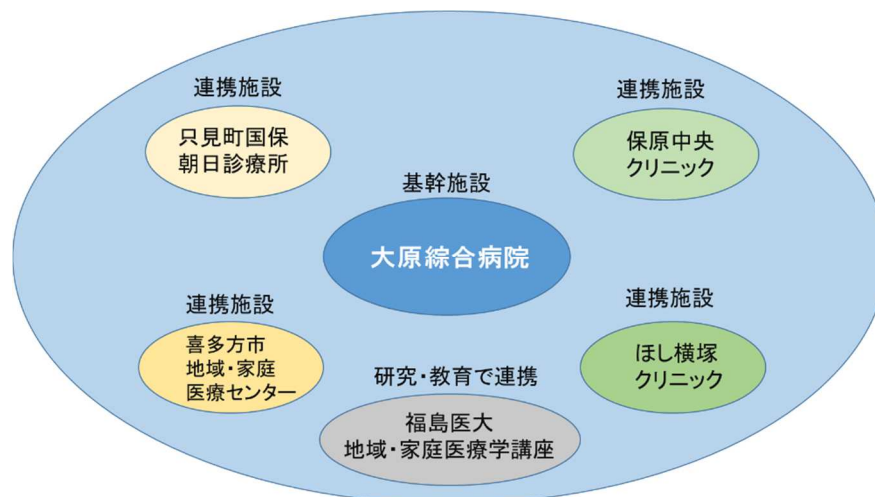 連携施設
只見町国保
朝日診療所
連携施設
保原中央
クリニック
基幹施設
大原綜合病院
連携施設
喜多方市
地域・家庭
医療センター
連携施設
ほし横塚
クリニック
研究・教育で連携
福島医大
地域・家庭医療学講座